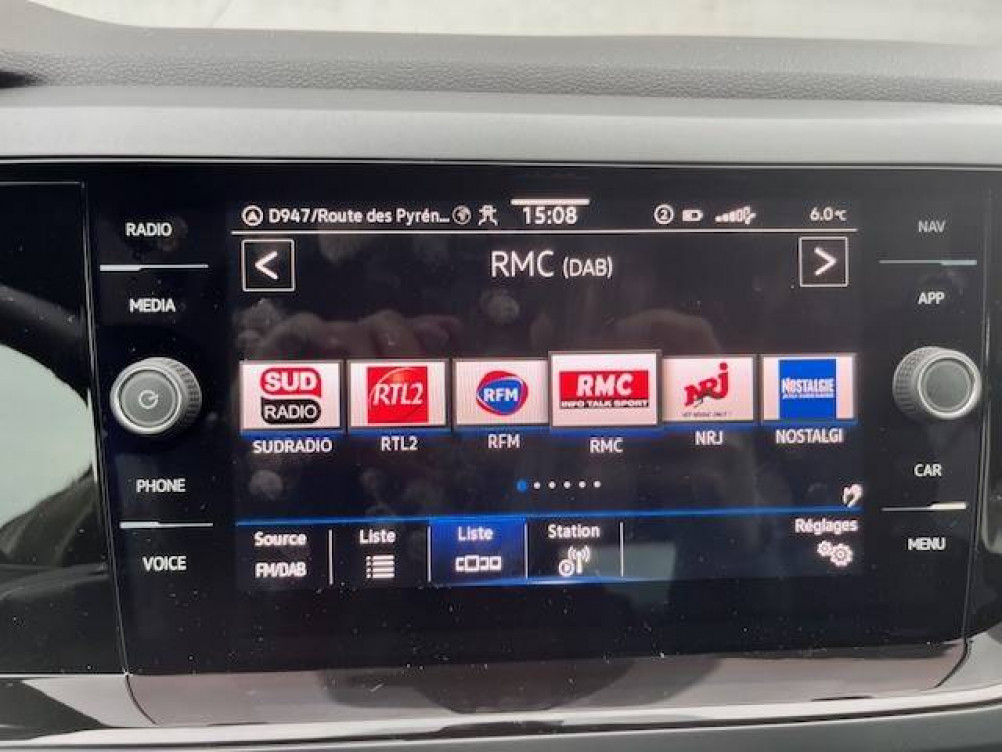 D947/Route des Pyrén... 15:08 2 6.0°C
RADIO
NAV
RMC (DAB)
MEDIA
APP
SUD RADIO
RTL2
RFM
RMC
INFO TALK SPORT
NRJ
NOSTALGIE
SUDRADIO RTL2 RFM RMC NRJ NOSTALGI
PHONE
CAR
Source Liste Liste Station Réglages
FM/DAB
VOICE
MENU